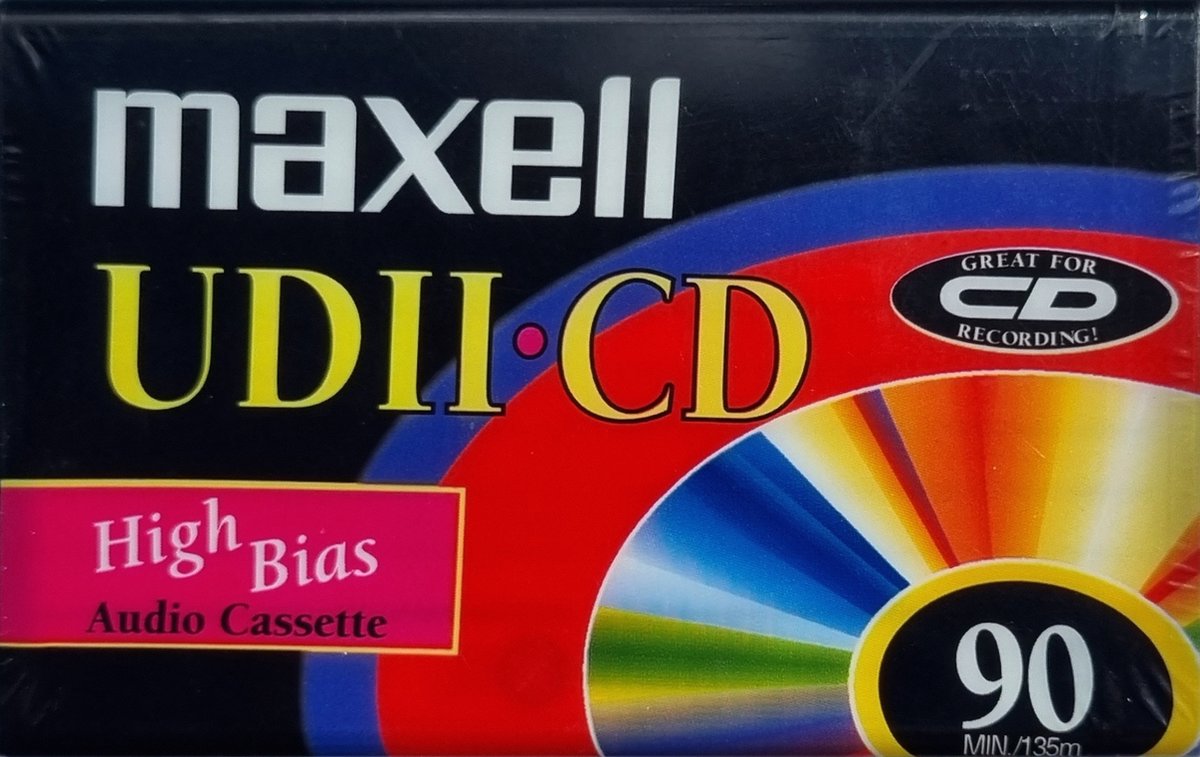 maxell
UDII•CD
GREAT FOR
CD
RECORDING!
High Bias
Audio Cassette
90
MIN./135m